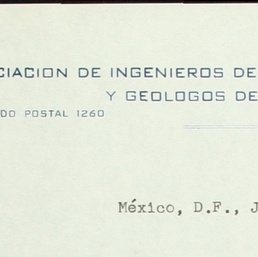 CIACION DE INGENIEROS DE
Y GEOLOGOS DE
DO POSTAL 1260
México, D.F., J